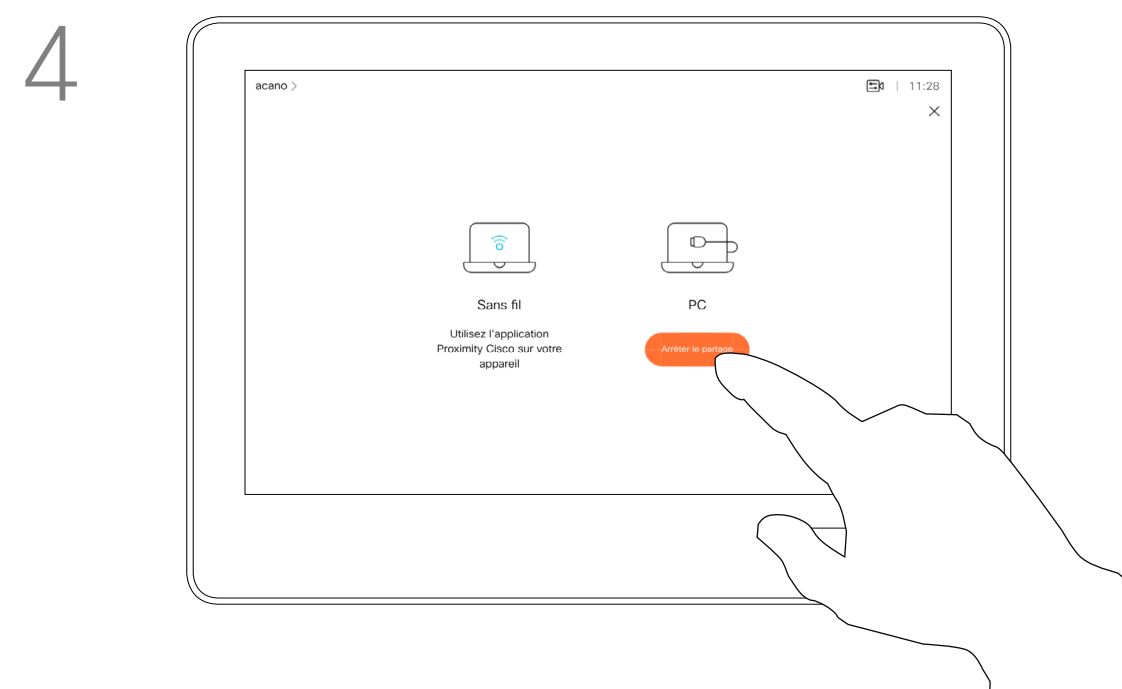 4
acano >
| 11:28
Sans fil
PC
Utilisez l'application
Proximity Cisco sur votre
appareil
Arrêter le partage